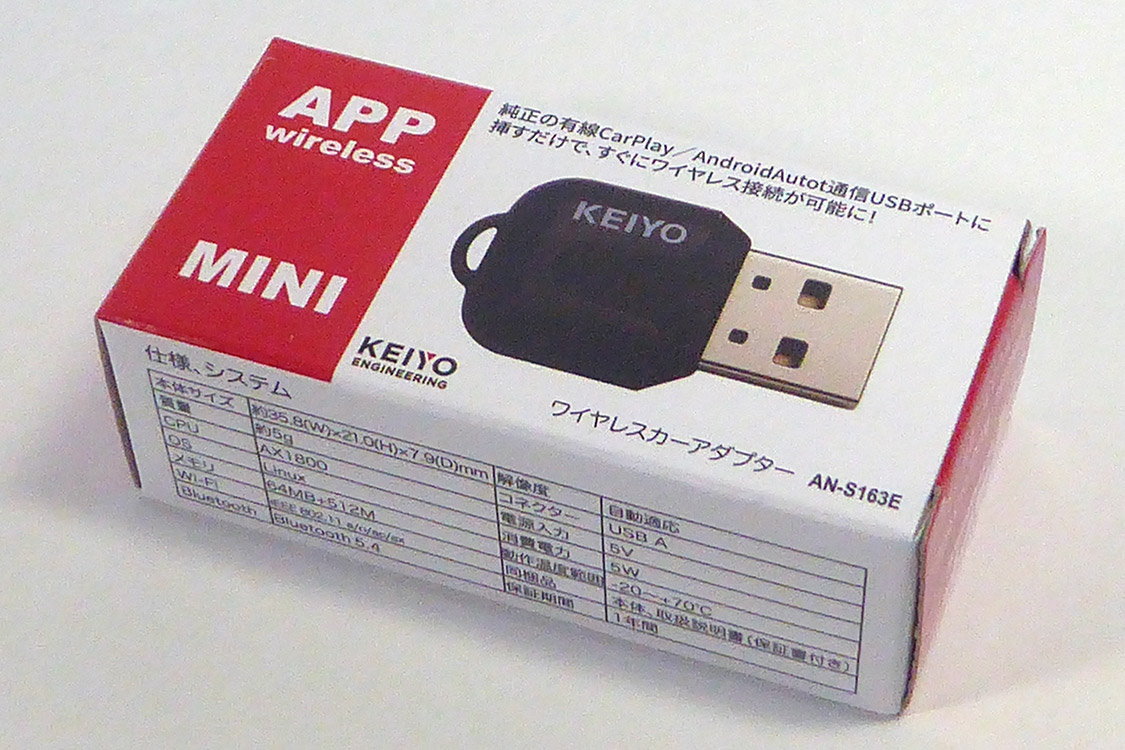 APP
wireless
MINI
純正の有線CarPlay／AndroidAutot通信USBポートに
挿すだけで、すぐにワイヤレス接続が可能に！
KEIYO
KEIYO
ENGINEERING
ワイヤレスカーアダプター AN-S163E
仕様、システム
本体サイズ 約35.8(W)×21.0(H)×7.9(D)mm
質量 約5g
CPU AX1800
OS Linux
メモリ 64MB+512M
Wi-Fi IEEE 802.11 a/n/ac/ax
Bluetooth Bluetooth 5.4
解像度 自動適応
コネクター USB A
電源入力 5V
消費電力 5W
動作温度範囲 -20～+70℃
同梱品 本体、取扱説明書(保証書付き)
保証期間 1年間